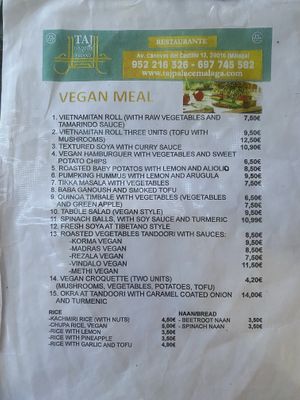 TAJ
RESTAURANTE
Av. Cánovas del Castillo 12, 29016 (Málaga)
952 216 526 - 697 745 582
www.tajpalacemalaga.com
VEGAN MEAL
1. VIETNAMITAN ROLL (WITH RAW VEGETABLES AND 7,50€
TAMARINDO SAUCE)
2. VIETNAMITAN ROLL THREE UNITS (TOFU WITH 9,50€
MUSHROOMS) 12,50€
3. TEXTURED SOYA WITH CURRY SAUCE 10,90€
4. VEGAN HAMBURGUER WITH VEGETABLES AND SWEET
POTATO CHIPS 6,50€
5. ROASTED BABY POTATOS WITH LEMON AND ALIOLIO 8,50€
6. PUMPKING HUMMUS WITH LEMON AND ARUGULA 9,50€
7. TIKKA MASALA WITH VEGETABLES 7,50€
8. BABA GANOUSH AND SMOKED TOFU
9. QUINOA TIMBALE WITH VEGETABLES (VEGETABLES 6,50€
AND GREEN APPLE) 7,50€
10. TABULE SALAD (VEGAN STYLE) 9,50€
11. SPINACH BALLS, WITH SOY SAUCE AND TURMERIC 10,99€
12. FRESH SOYA AT TIBETANO STYLE
13. ROASTED VEGETABLES TANDOORI WITH SAUCES: 6,50€
-KORMA VEGAN 9,50€
-MADRAS VEGAN 8,50€
-REZALA VEGAN 7,50€
-VINDALO VEGAN 11,50€
-METHI VEGAN
14. VEGAN CROQUETTE (TWO UNITS) 4,20€
(MUSHROOMS, VEGETABLES, POTATOES, TOFU)
15. OKRA AT TANDOORI WITH CARAMEL COATED ONION 14,00€
AND TURMENIC
RICE
-KACHMIRI RICE (WITH NUTS) 4,80€
-CHUPA RICE, VEGAN 5,00€
-RICE WITH LEMON 3,50€
-RICE WITH PINEAPPLE 3,50€
-RICE WITH GARLIC AND TOFU 4,90€
NAAN/BREAD
- BEETROOT NAAN 3,50€
- SPINACH NAAN 3,50€